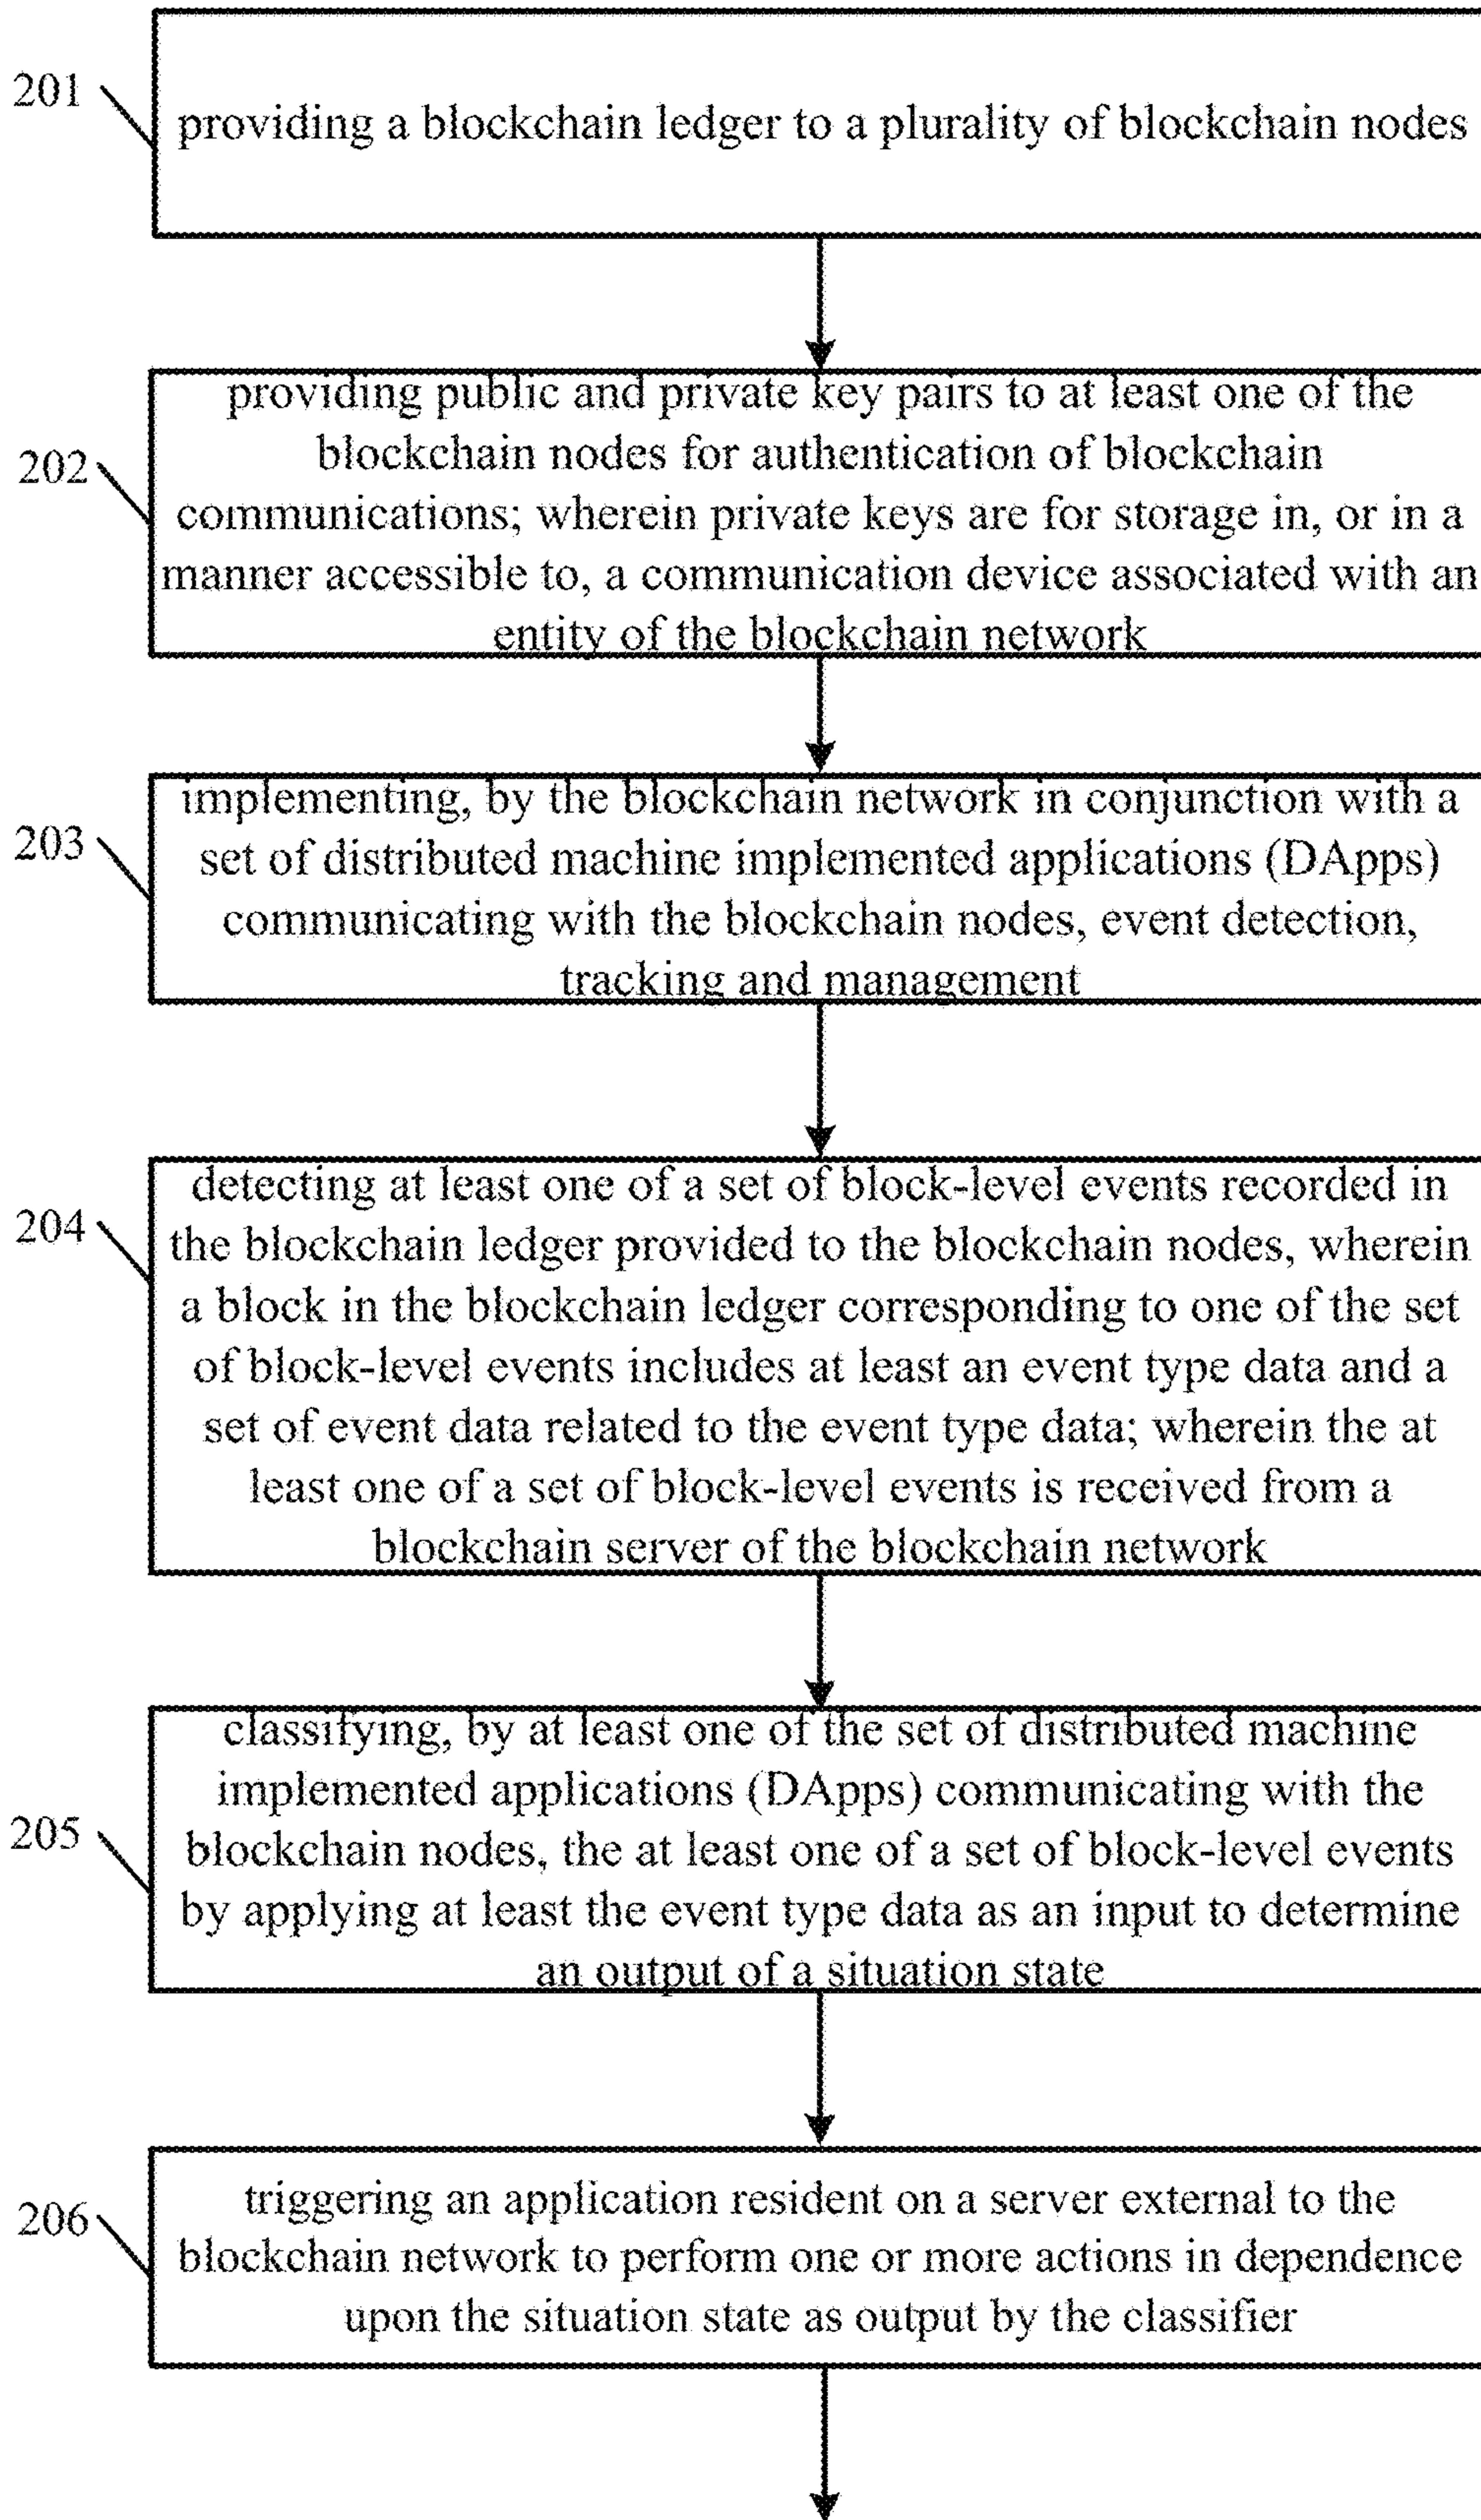 201
providing a blockchain ledger to a plurality of blockchain nodes
202
providing public and private key pairs to at least one of the
blockchain nodes for authentication of blockchain
communications; wherein private keys are for storage in, or in a
manner accessible to, a communication device associated with an
entity of the blockchain network
203
implementing, by the blockchain network in conjunction with a
set of distributed machine implemented applications (DApps)
communicating with the blockchain nodes, event detection,
tracking and management
204
detecting at least one of a set of block-level events recorded in
the blockchain ledger provided to the blockchain nodes, wherein
a block in the blockchain ledger corresponding to one of the set
of block-level events includes at least an event type data and a
set of event data related to the event type data; wherein the at
least one of a set of block-level events is received from a
blockchain server of the blockchain network
205
classifying, by at least one of the set of distributed machine
implemented applications (DApps) communicating with the
blockchain nodes, the at least one of a set of block-level events
by applying at least the event type data as an input to determine
an output of a situation state
206
triggering an application resident on a server external to the
blockchain network to perform one or more actions in dependence
upon the situation state as output by the classifier